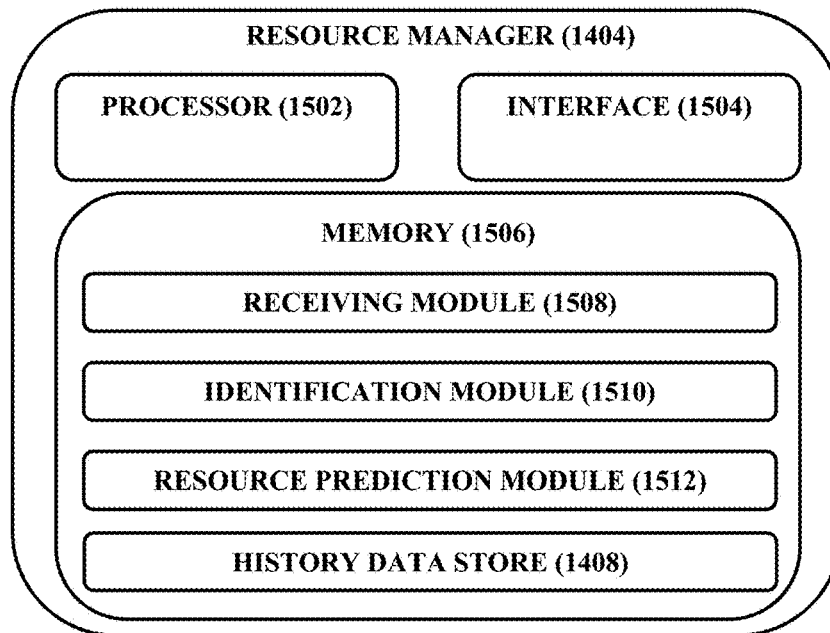 RESOURCE MANAGER (1404)
PROCESSOR (1502)
INTERFACE (1504)
MEMORY (1506)
RECEIVING MODULE (1508)
IDENTIFICATION MODULE (1510)
RESOURCE PREDICTION MODULE (1512)
HISTORY DATA STORE (1408)